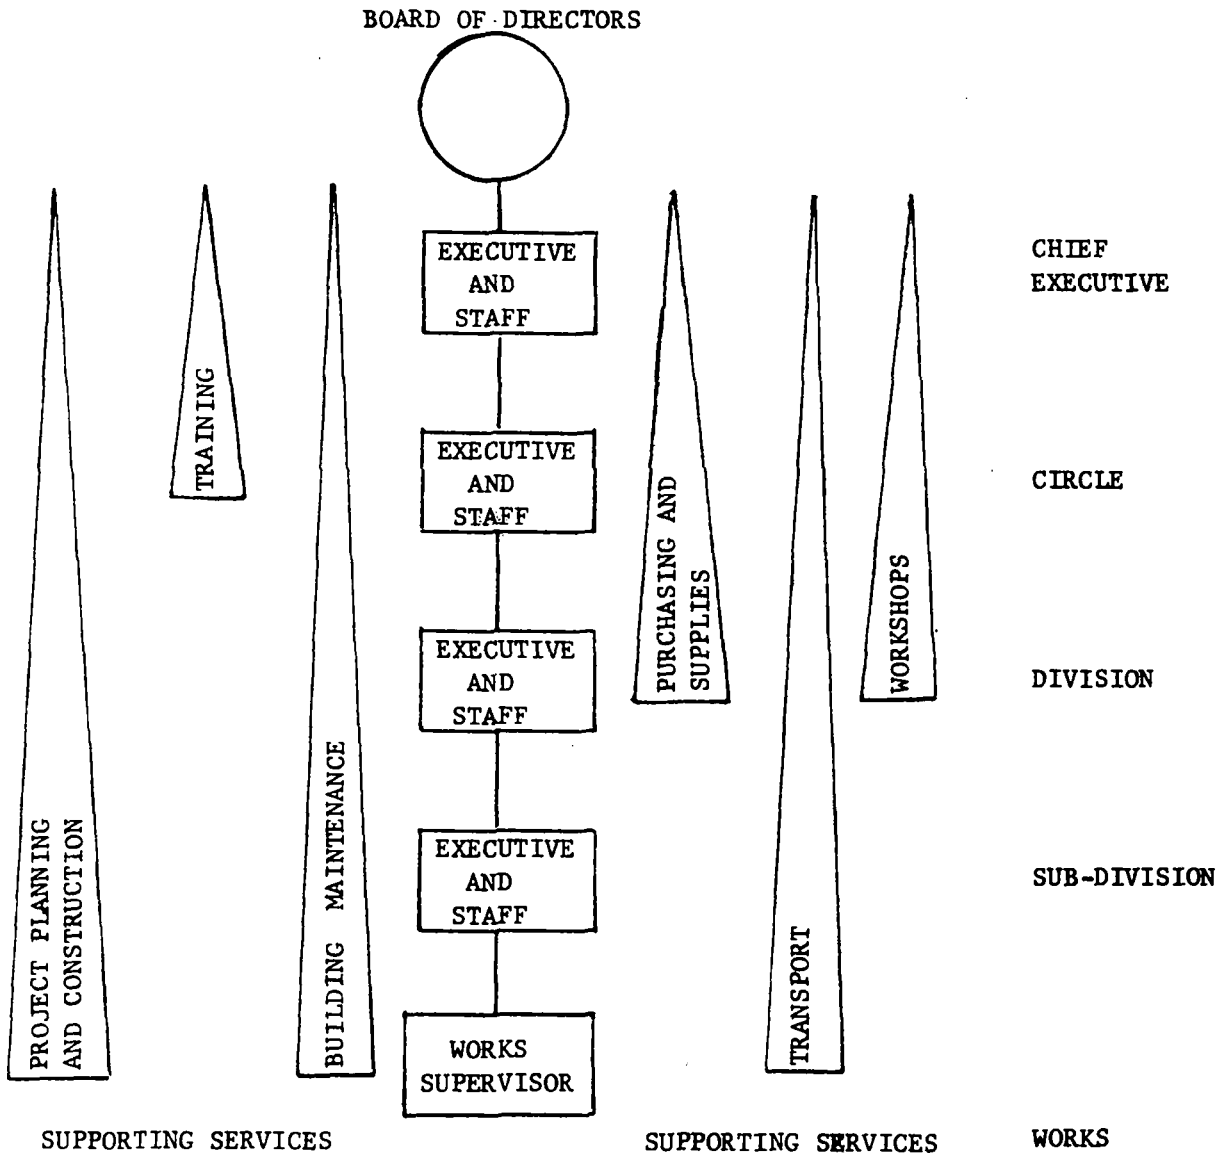 BOARD OF DIRECTORS
EXECUTIVE
AND
STAFF
CHIEF
EXECUTIVE
TRAINING
EXECUTIVE
AND
STAFF
CIRCLE
PURCHASING AND
SUPPLIES
WORKSHOPS
EXECUTIVE
AND
STAFF
DIVISION
PROJECT PLANNING
AND CONSTRUCTION
BUILDING MAINTENANCE
EXECUTIVE
AND
STAFF
SUB-DIVISION
TRANSPORT
WORKS
SUPERVISOR
SUPPORTING SERVICES
SUPPORTING SERVICES
WORKS